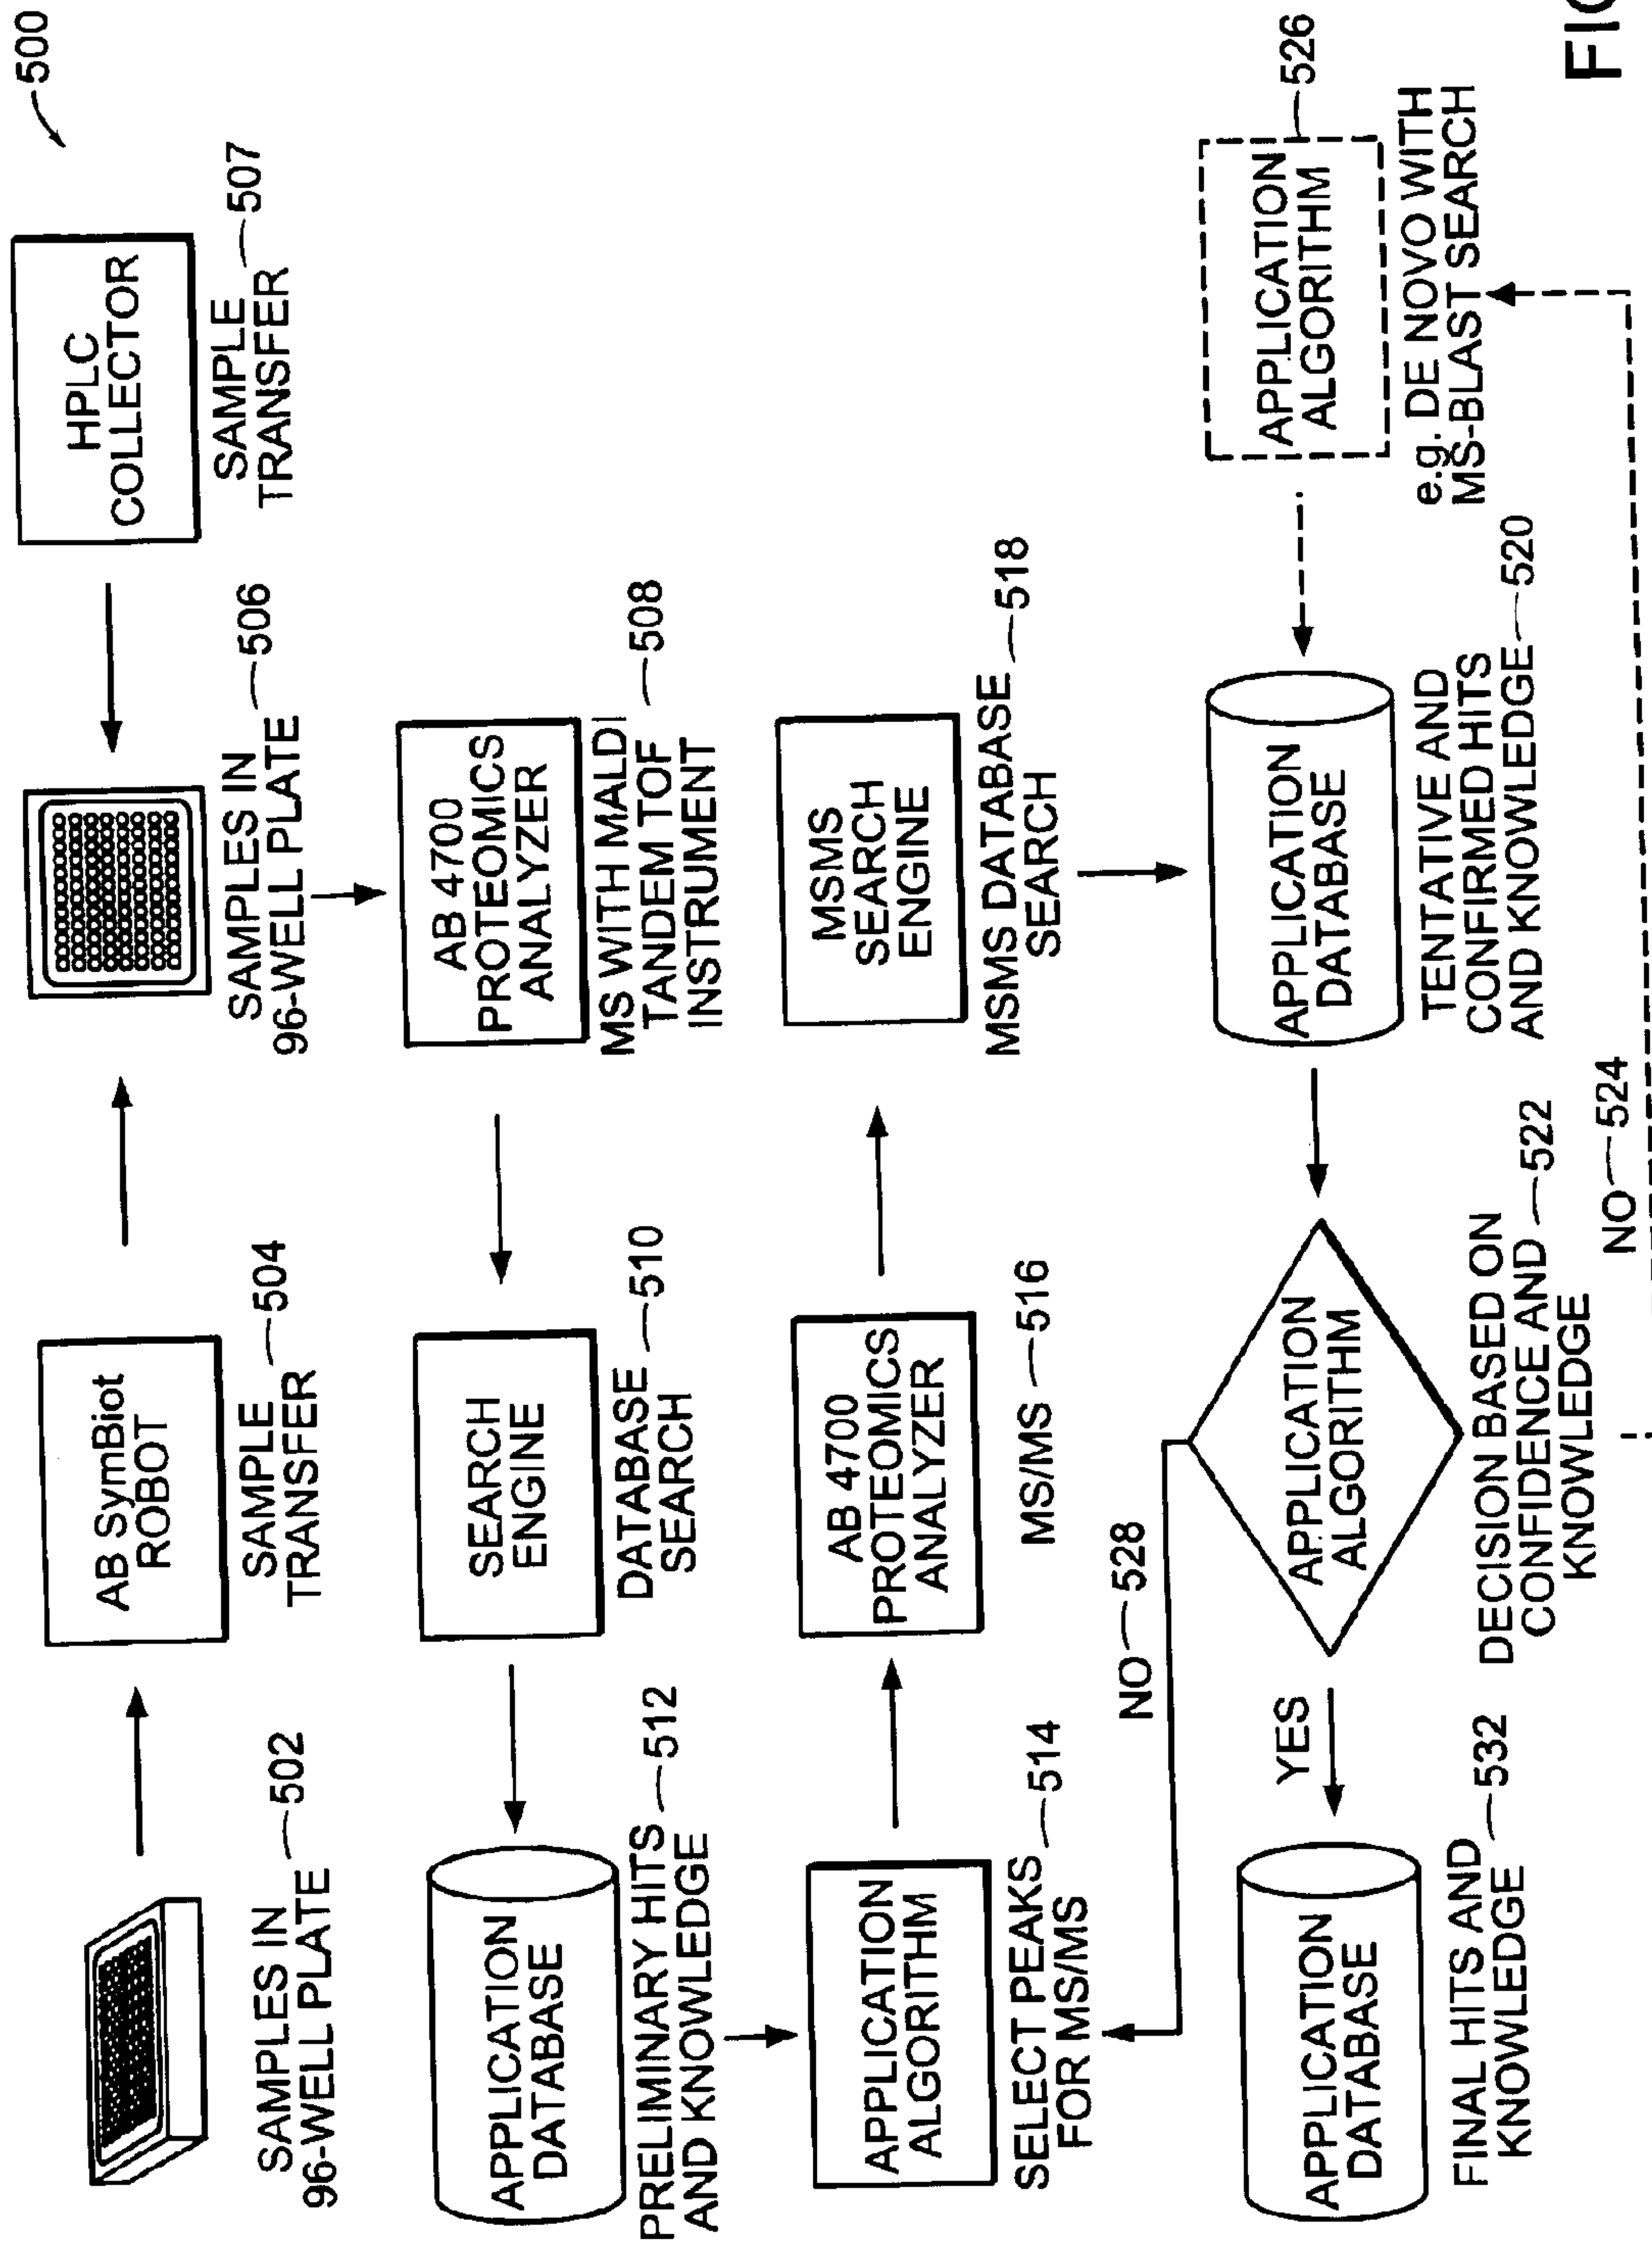 500
HPLC
COLLECTOR
SAMPLE
TRANSFER
507
SAMPLES IN
96-WELL PLATE
506
AB SymBiot
ROBOT
SAMPLE
TRANSFER
504
SAMPLES IN
96-WELL PLATE
502
AB 4700
PROTEOMICS
ANALYZER
MS WITH MALDI
TANDEM TOF
INSTRUMENT
508
SEARCH
ENGINE
DATABASE
SEARCH
510
APPLICATION
DATABASE
PRELIMINARY HITS
AND KNOWLEDGE
512
APPLICATION
ALGORITHM
SELECT PEAKS
FOR MS/MS
514
AB 4700
PROTEOMICS
ANALYZER
MS/MS
516
MSMS
SEARCH
ENGINE
MSMS DATABASE
SEARCH
518
APPLICATION
DATABASE
TENTATIVE AND
CONFIRMED HITS
AND KNOWLEDGE
520
APPLICATION
ALGORITHM
526
e.g. DE NOVO WITH
MS-BLAST SEARCH
APPLICATION
ALGORITHM
DECISION BASED ON
CONFIDENCE AND
KNOWLEDGE
522
NO
524
NO
528
YES
APPLICATION
DATABASE
FINAL HITS AND
KNOWLEDGE
532